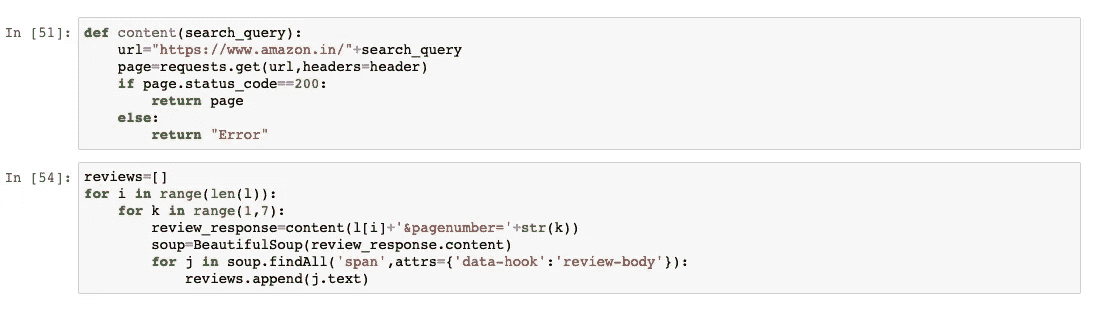 In [51]: def content(search_query):
    url="https://www.amazon.in/"+search_query
    page=requests.get(url,headers=header)
    if page.status_code==200:
        return page
    else:
        return "Error"
In [54]: reviews=[]
for i in range(len(l)):
    for k in range(1,7):
        review_response=content(l[i]+'&pagenumber='+str(k))
        soup=BeautifulSoup(review_response.content)
        for j in soup.findAll('span',attrs={'data-hook':'review-body'}):
            reviews.append(j.text)